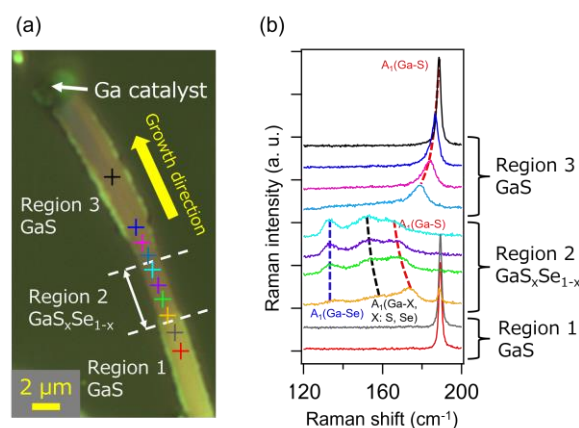 (a)
Ga catalyst
Growth direction
Region 3
GaS
Region 2
GaSₓSe₁₋ₓ
Region 1
GaS
2 µm
(b)
Raman intensity (a. u.)
A₁(Ga-S)
A₁(Ga-S)
A₁(Ga-Se)
A₁(Ga-X,
X: S, Se)
Region 3
GaS
Region 2
GaSₓSe₁₋ₓ
Region 1
GaS
120
140
160
180
200
Raman shift (cm⁻¹)